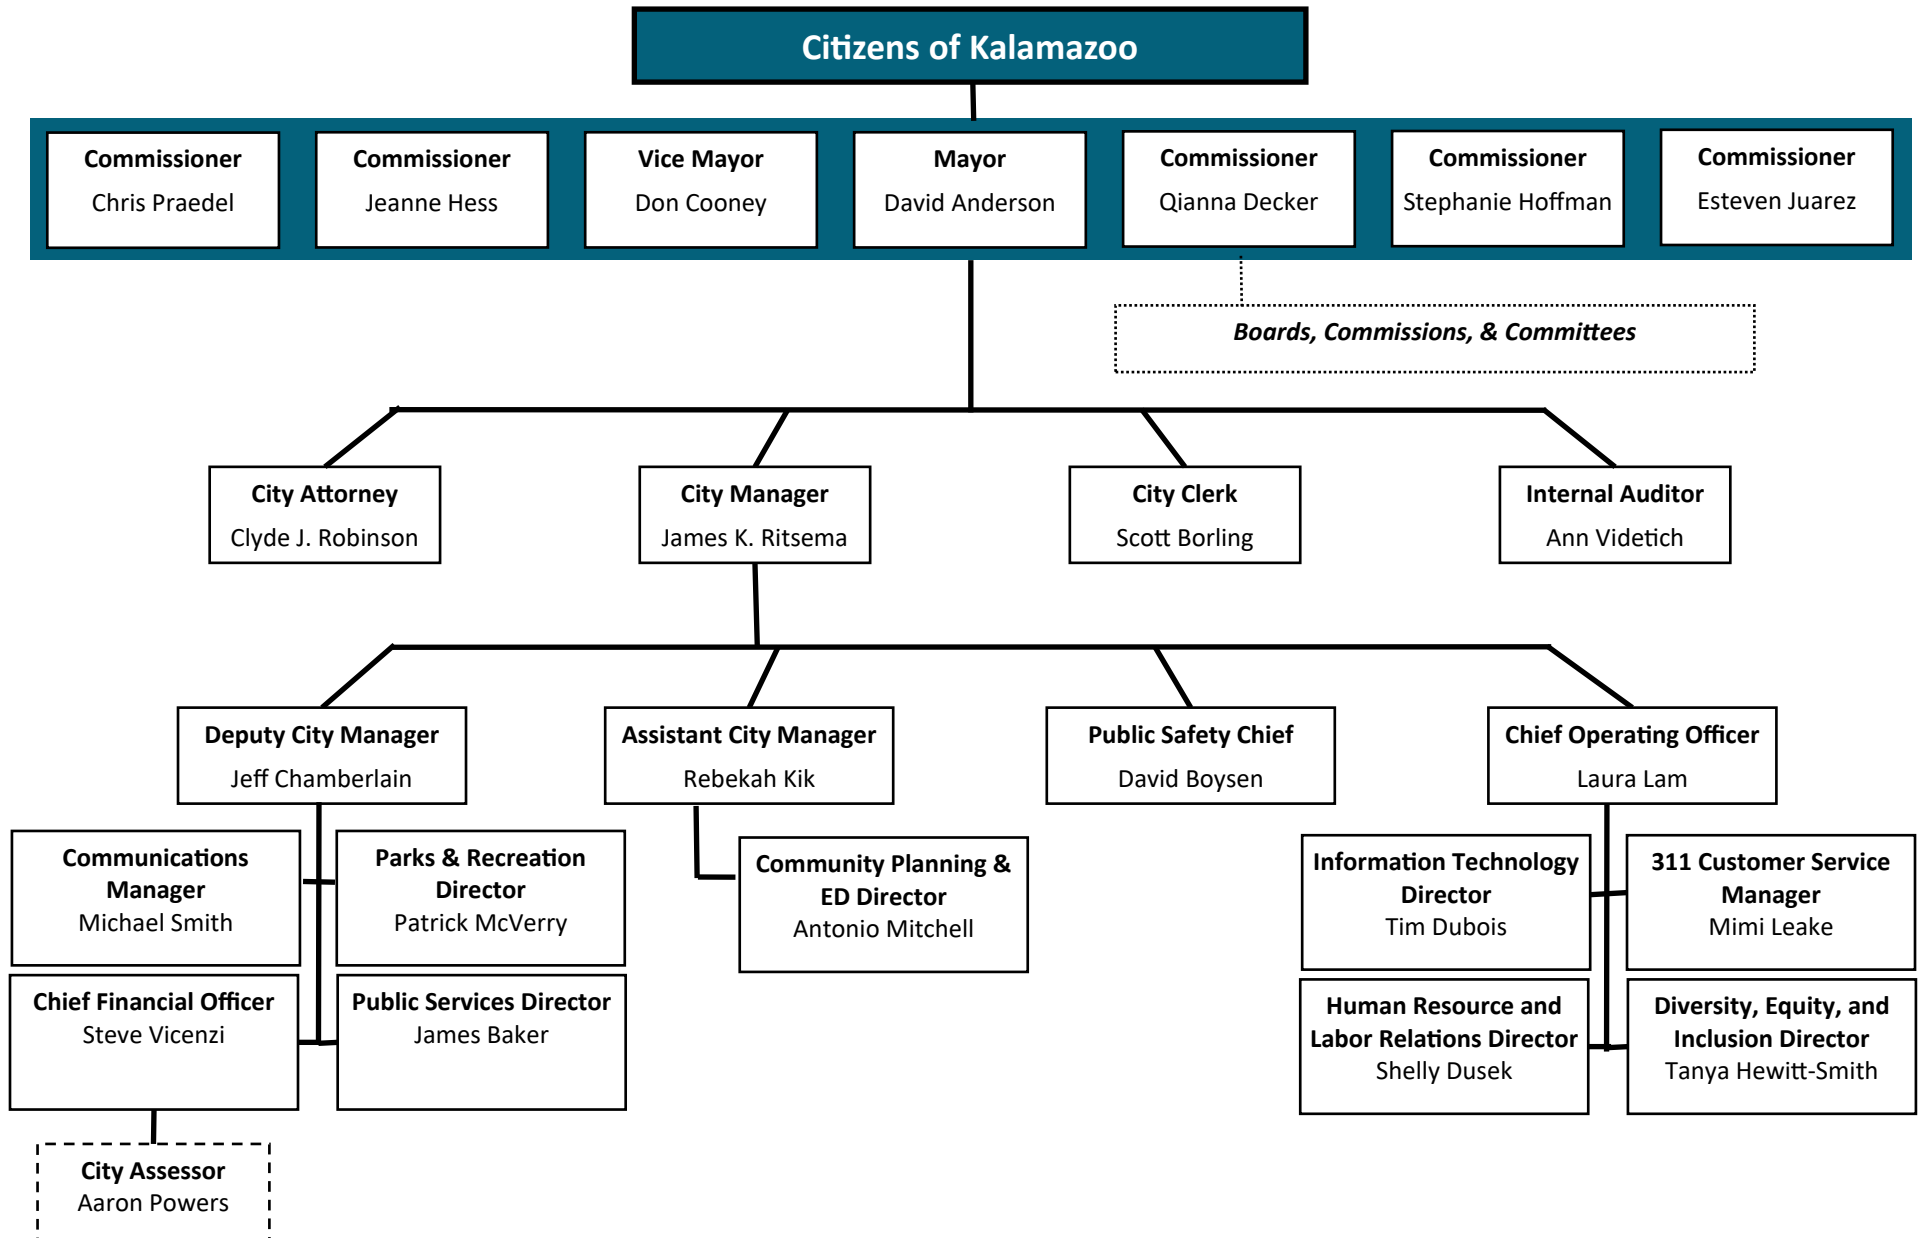 Citizens of Kalamazoo
Commissioner
Chris Praedel
Commissioner
Jeanne Hess
Vice Mayor
Don Cooney
Mayor
David Anderson
Commissioner
Qianna Decker
Commissioner
Stephanie Hoffman
Commissioner
Esteven Juarez
Boards, Commissions, & Committees
City Attorney
Clyde J. Robinson
City Manager
James K. Ritsema
City Clerk
Scott Borling
Internal Auditor
Ann Videtich
Deputy City Manager
Jeff Chamberlain
Assistant City Manager
Rebekah Kik
Public Safety Chief
David Boysen
Chief Operating Officer
Laura Lam
Communications
Manager
Michael Smith
Parks & Recreation
Director
Patrick McVerry
Community Planning &
ED Director
Antonio Mitchell
Information Technology
Director
Tim Dubois
311 Customer Service
Manager
Mimi Leake
Chief Financial Officer
Steve Vicenzi
Public Services Director
James Baker
Human Resource and
Labor Relations Director
Shelly Dusek
Diversity, Equity, and
Inclusion Director
Tanya Hewitt-Smith
City Assessor
Aaron Powers